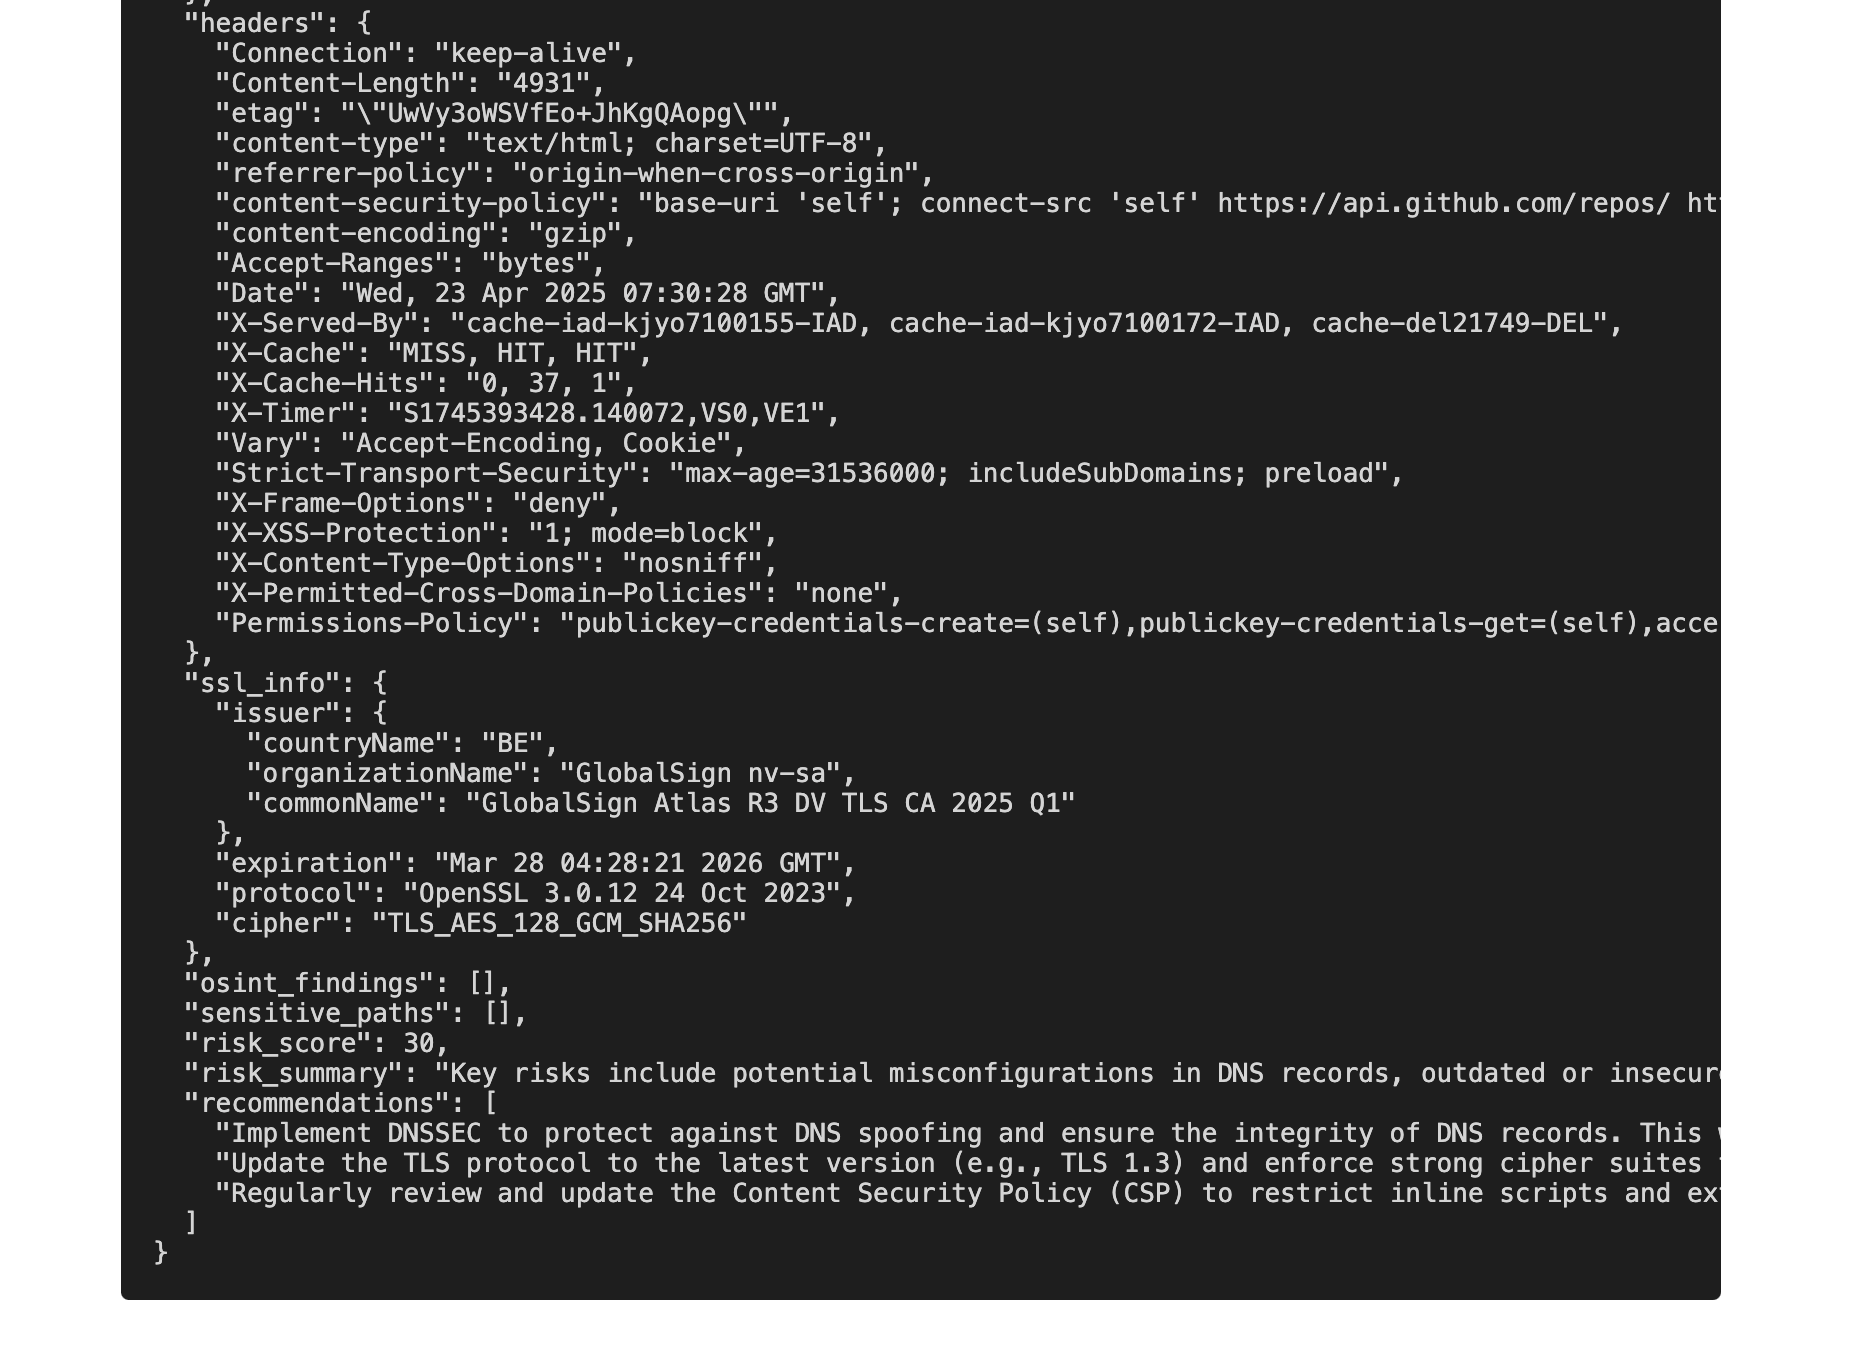 "headers": {
"Connection": "keep-alive",
"Content-Length": "4931",
"etag": "\"UwVy3oWSVfEo+JhKgQAopg\"",
"content-type": "text/html; charset=UTF-8",
"referrer-policy": "origin-when-cross-origin",
"content-security-policy": "base-uri 'self'; connect-src 'self' https://api.github.com/repos/
"content-encoding": "gzip",
"Accept-Ranges": "bytes",
"Date": "Wed, 23 Apr 2025 07:30:28 GMT",
"X-Served-By": "cache-iad-kjyo7100155-IAD, cache-iad-kjyo7100172-IAD, cache-del21749-DEL",
"X-Cache": "MISS, HIT, HIT",
"X-Cache-Hits": "0, 37, 1",
"X-Timer": "S1745393428.140072,VS0,VE1",
"Vary": "Accept-Encoding, Cookie",
"Strict-Transport-Security": "max-age=31536000; includeSubDomains; preload",
"X-Frame-Options": "deny",
"X-XSS-Protection": "1; mode=block",
"X-Content-Type-Options": "nosniff",
"X-Permitted-Cross-Domain-Policies": "none",
"Permissions-Policy": "publickey-credentials-create=(self),publickey-credentials-get=(self),acce
},
"ssl_info": {
"issuer": {
"countryName": "BE",
"organizationName": "GlobalSign nv-sa",
"commonName": "GlobalSign Atlas R3 DV TLS CA 2025 Q1"
},
"expiration": "Mar 28 04:28:21 2026 GMT",
"protocol": "OpenSSL 3.0.12 24 Oct 2023",
"cipher": "TLS_AES_128_GCM_SHA256"
},
"osint_findings": [],
"sensitive_paths": [],
"risk_score": 30,
"risk_summary": "Key risks include potential misconfigurations in DNS records, outdated or insecur
"recommendations": [
"Implement DNSSEC to protect against DNS spoofing and ensure the integrity of DNS records. This
"Update the TLS protocol to the latest version (e.g., TLS 1.3) and enforce strong cipher suites
"Regularly review and update the Content Security Policy (CSP) to restrict inline scripts and
]
}